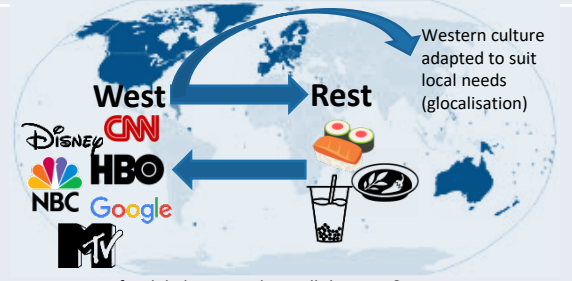 Western culture
adapted to suit
local needs
(glocalisation)
West
Rest
Disney
CNN
NBC
HBO
Google
MTV